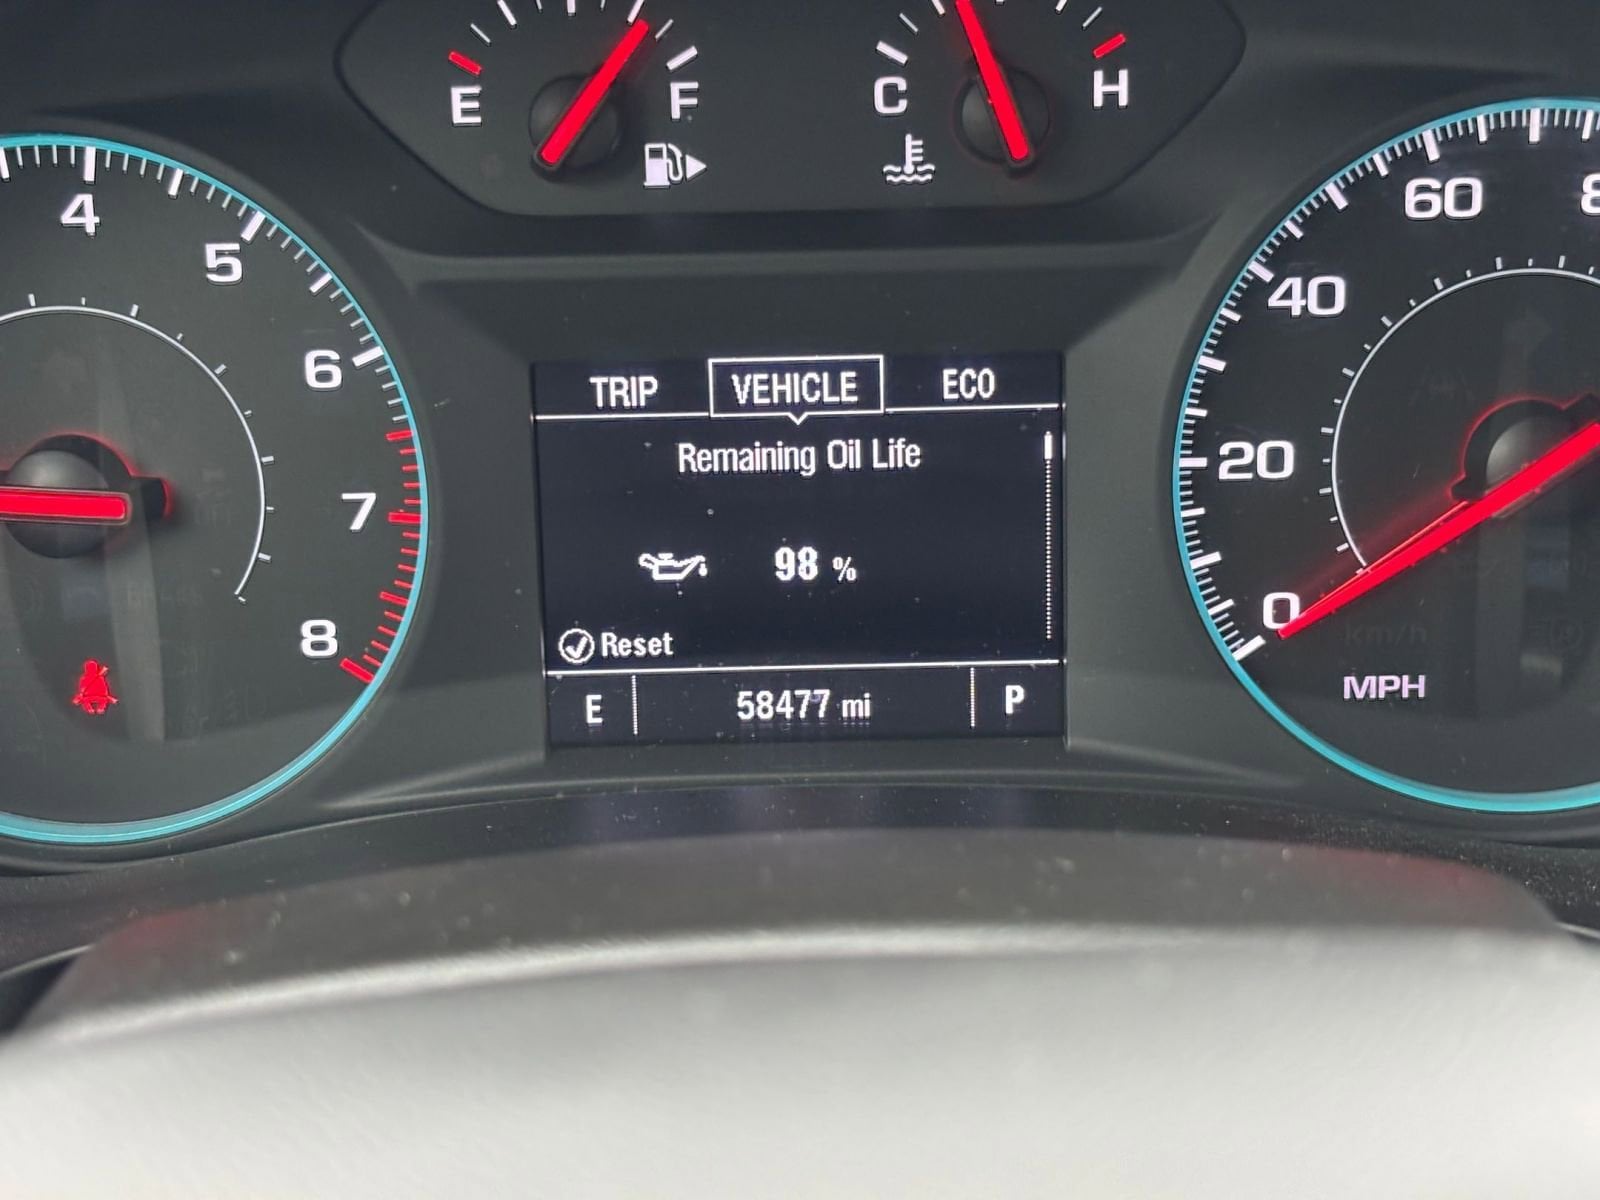 E F
C H
4
5
6
7
8
TRIP VEHICLE ECO
Remaining Oil Life
98 %
Reset
E 58477 mi P
60
40
20
0
km/h
MPH